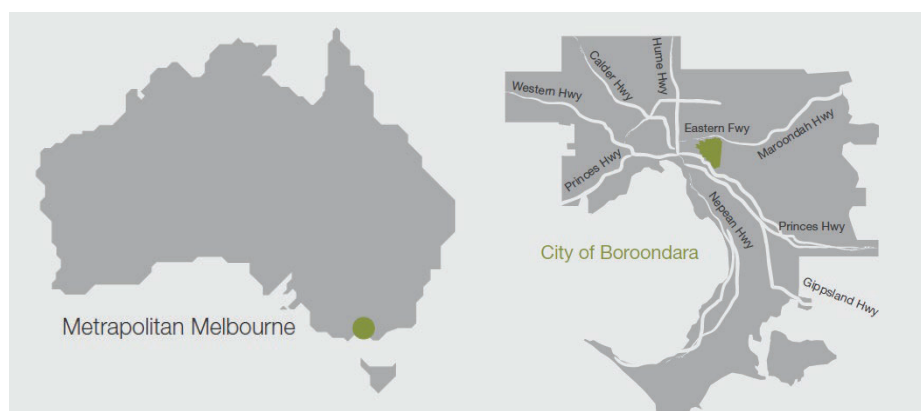 Metrapolitan Melbourne
Hume Hwy
Calder Hwy
Western Hwy
Eastern Fwy
Maroondah Hwy
Princes Hwy
Nepean Hwy
Princes Hwy
City of Boroondara
Gippsland Hwy